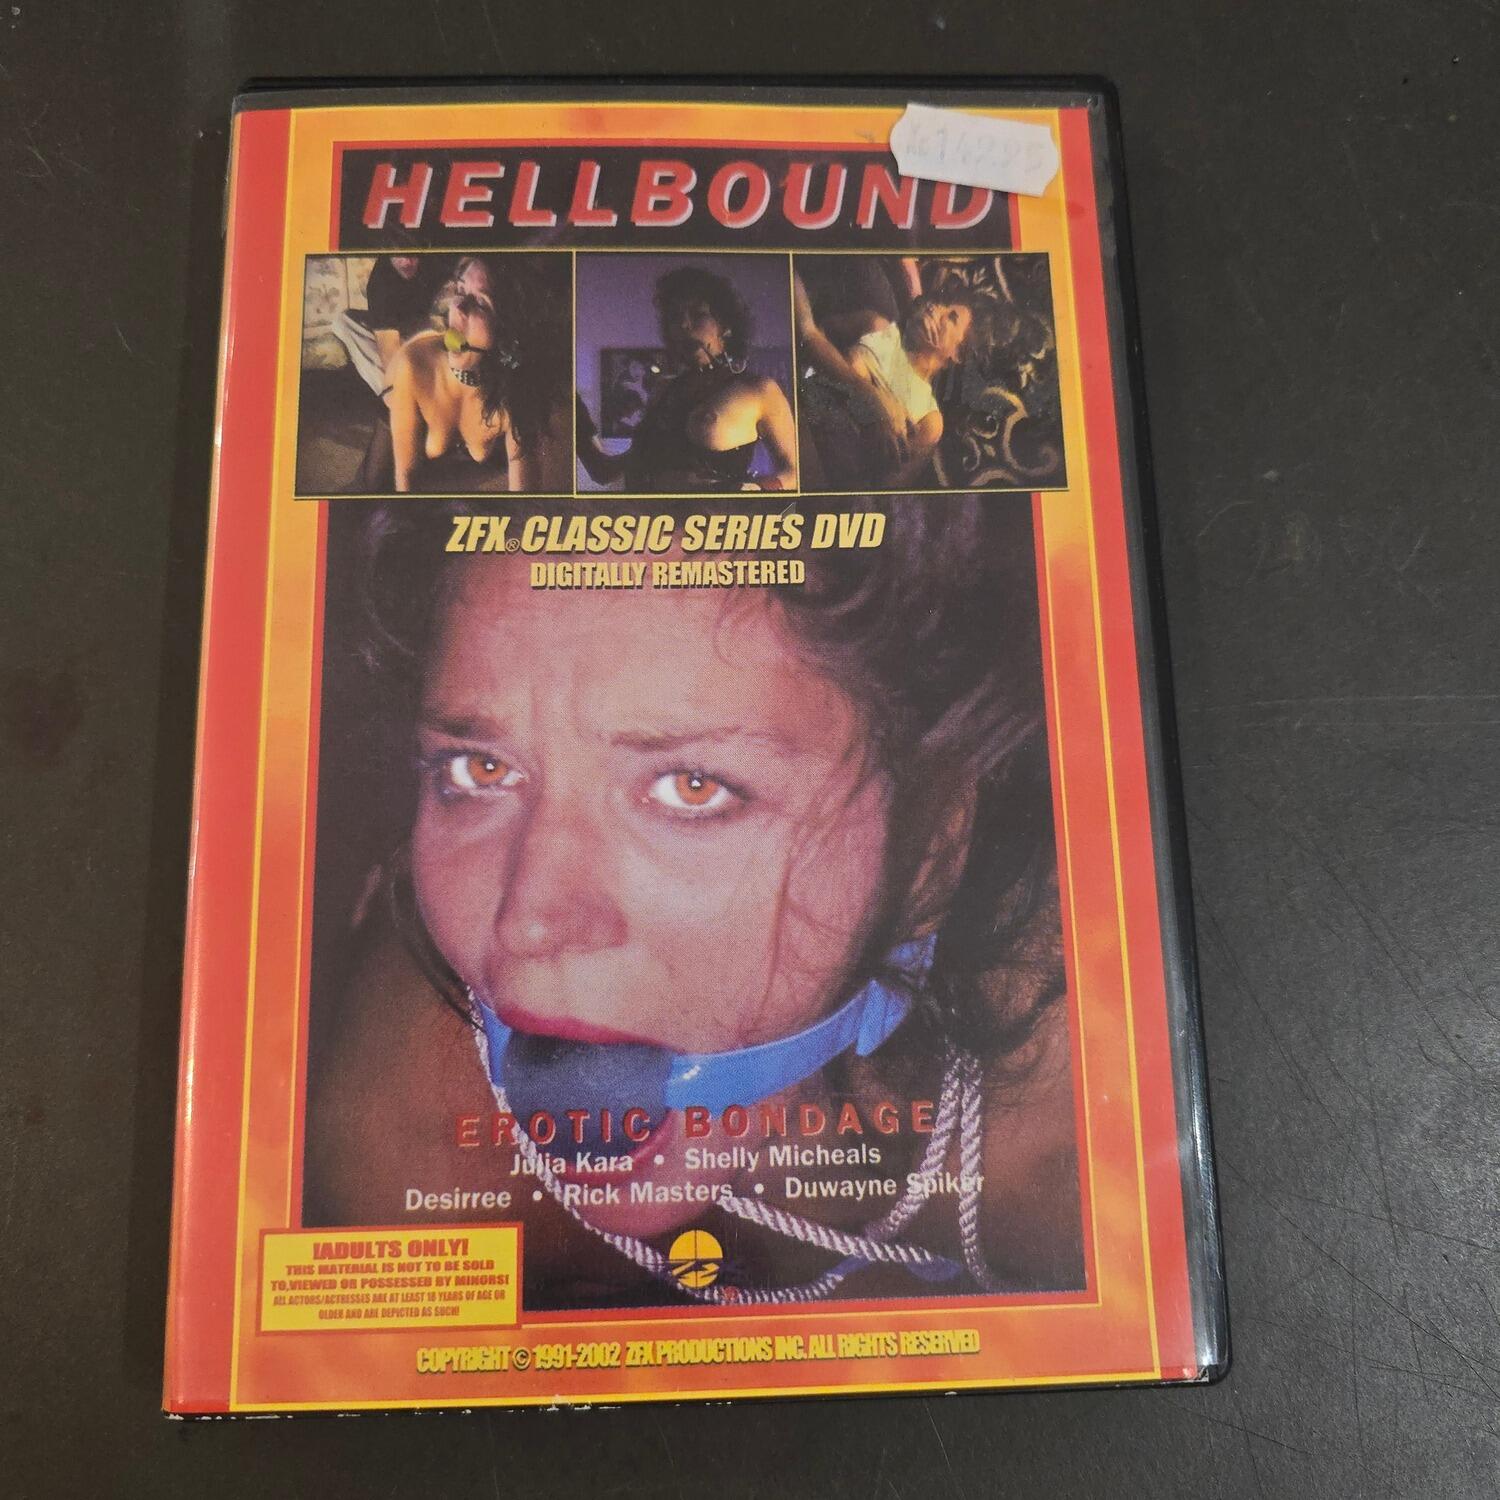 HELLBOUND
ZFX® CLASSIC SERIES DVD
DIGITALLY REMASTERED
EROTIC BONDAGE
Julia Kara • Shelly Micheals
Desirree • Rick Masters • Duwayne Spiker
!ADULTS ONLY!
THIS MATERIAL IS NOT TO BE SOLD
TO,VIEWED OR POSSESSED BY MINORS!
ALL ACTORS/ACTRESSES ARE AT LEAST 18 YEARS OF AGE OR
OLDER AND ARE DEPICTED AS SUCH!
COPYRIGHT © 1991-2002 ZFX PRODUCTIONS INC. ALL RIGHTS RESERVED